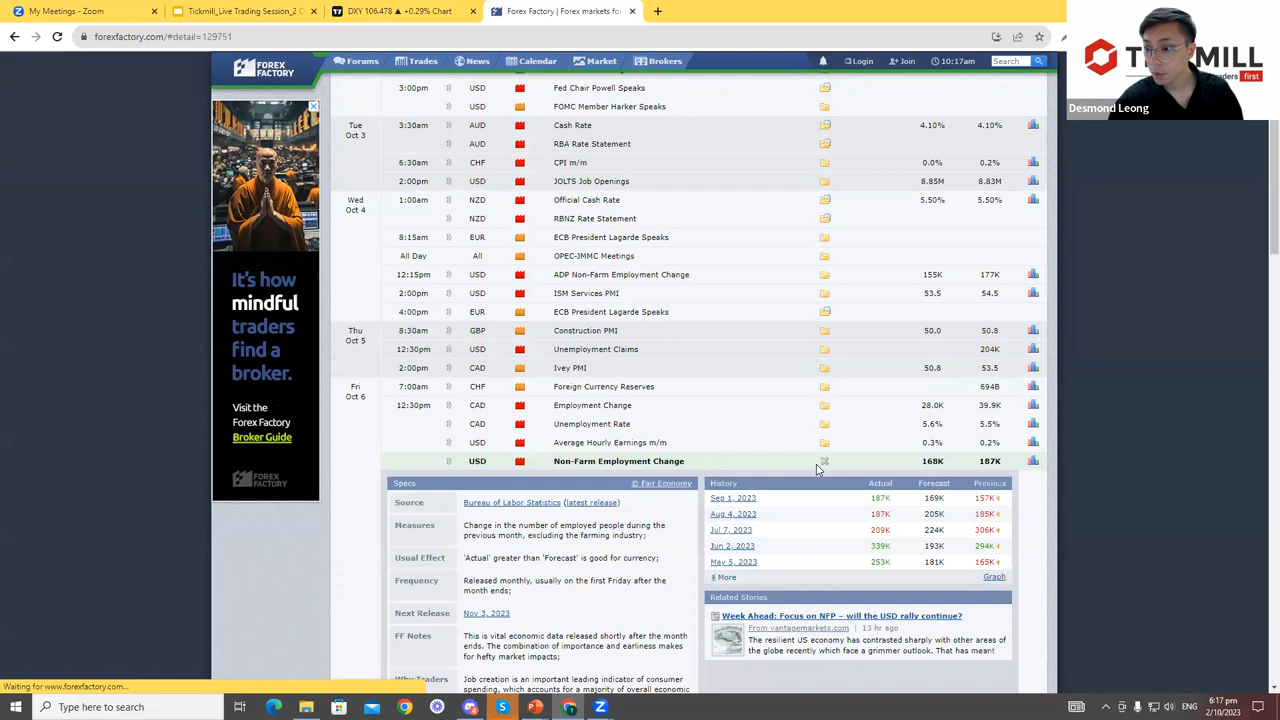 My Meetings - Zoom
Tickmill_Live Trading Session_2 C
DXY 106.478 ▲ +0.29% Chart
Forex Factory | Forex markets fo
forexfactory.com/#detail=129751
FOREX FACTORY
Forums
Trades
News
Calendar
Market
Brokers
Login
Join
10:17am
Search
first
Desmond Leong
3:00pm USD Fed Chair Powell Speaks
USD FOMC Member Harker Speaks
Tue Oct 3 3:30am AUD Cash Rate 4.10% 4.10%
AUD RBA Rate Statement
6:30am CHF CPI m/m 0.0% 0.2%
2:00pm USD JOLTS Job Openings 8.85M 8.83M
Wed Oct 4 1:00am NZD Official Cash Rate 5.50% 5.50%
NZD RBNZ Rate Statement
8:15am EUR ECB President Lagarde Speaks
All Day All OPEC-JMMC Meetings
12:15pm USD ADP Non-Farm Employment Change 155K 177K
2:00pm USD ISM Services PMI 53.5 54.5
4:00pm EUR ECB President Lagarde Speaks
Thu Oct 5 8:30am GBP Construction PMI 50.0 50.8
12:30pm USD Unemployment Claims 204K
2:00pm CAD Ivey PMI 50.8 53.5
Fri Oct 6 7:00am CHF Foreign Currency Reserves 694B
12:30pm CAD Employment Change 28.0K 39.9K
CAD Unemployment Rate 5.6% 5.5%
USD Average Hourly Earnings m/m 0.3% 0.2%
USD Non-Farm Employment Change 168K 187K
It's how
mindful
traders
find a
broker.
Visit the
Forex Factory
Broker Guide
FOREX FACTORY
Specs © Fair Economy
Source Bureau of Labor Statistics (latest release)
Measures Change in the number of employed people during the
previous month, excluding the farming industry;
Usual Effect 'Actual' greater than 'Forecast' is good for currency;
Frequency Released monthly, usually on the first Friday after the
month ends;
Next Release Nov 3, 2023
FF Notes This is vital economic data released shortly after the month
ends. The combination of importance and earliness makes
for hefty market impacts;
Why Traders Job creation is an important leading indicator of consumer
spending, which accounts for a majority of overall economic
History Actual Forecast Previous
Sep 1, 2023 187K 169K 157K
Aug 4, 2023 187K 205K 185K
Jul 7, 2023 209K 224K 306K
Jun 2, 2023 339K 193K 294K
May 5, 2023 253K 181K 165K
More Graph
Related Stories
Week Ahead: Focus on NFP – will the USD rally continue?
From vantagemarkets.com | 13 hr ago
The resilient US economy has contrasted sharply with other areas of
the globe recently which face a grimmer outlook. That has meant
Waiting for www.forexfactory.com...
Type here to search
ENG
6:17 pm
2/10/2023